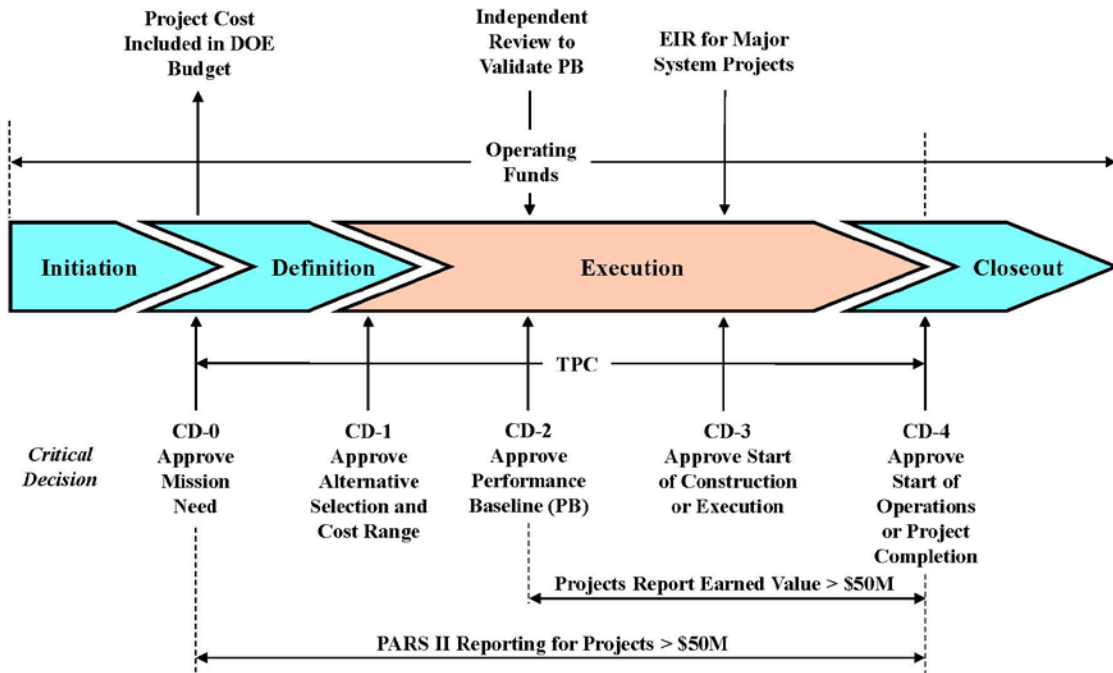 Project Cost
Included in DOE
Budget
Independent
Review to
Validate PB
EIR for Major
System Projects
Operating
Funds
Initiation
Definition
Execution
Closeout
TPC
Critical
Decision
CD-0
Approve
Mission
Need
CD-1
Approve
Alternative
Selection and
Cost Range
CD-2
Approve
Performance
Baseline (PB)
CD-3
Approve Start
of Construction
or Execution
CD-4
Approve
Start of
Operations
or Project
Completion
Projects Report Earned Value > $50M
PARS II Reporting for Projects > $50M